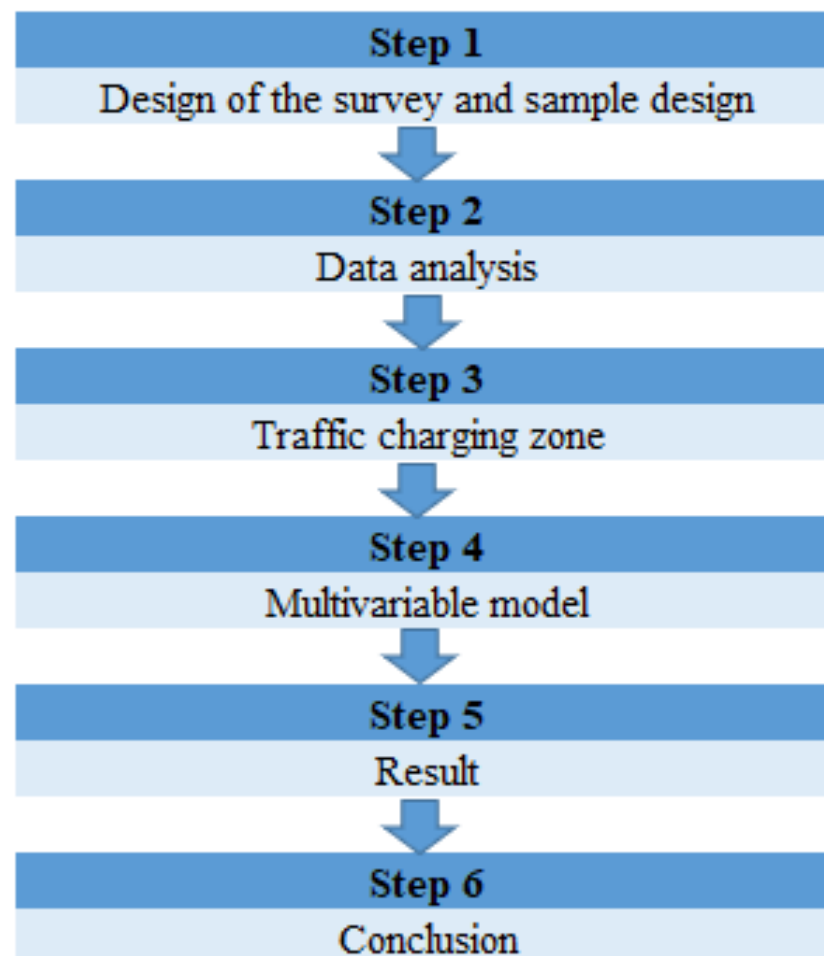 Step 1
Design of the survey and sample design
Step 2
Data analysis
Step 3
Traffic charging zone
Step 4
Multivariable model
Step 5
Result
Step 6
Conclusion